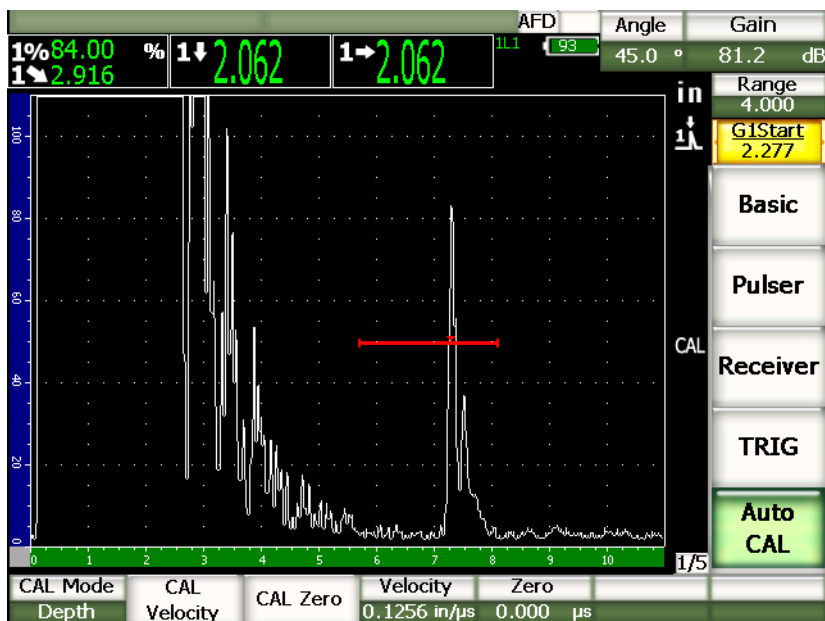 AFD
Angle Gain
1% 84.00 % 1 2.062 1 2.062 1L1 93 45.0 ° 81.2 dB
1 2.916
in Range
4.000
1 G1Start
2.277
Basic
Pulser
CAL Receiver
TRIG
Auto
CAL
100
80
60
40
20
0
0 1 2 3 4 5 6 7 8 9 10
1/5
CAL Mode CAL Velocity CAL Zero Velocity Zero
Depth 0.1256 in/µs 0.000 µs